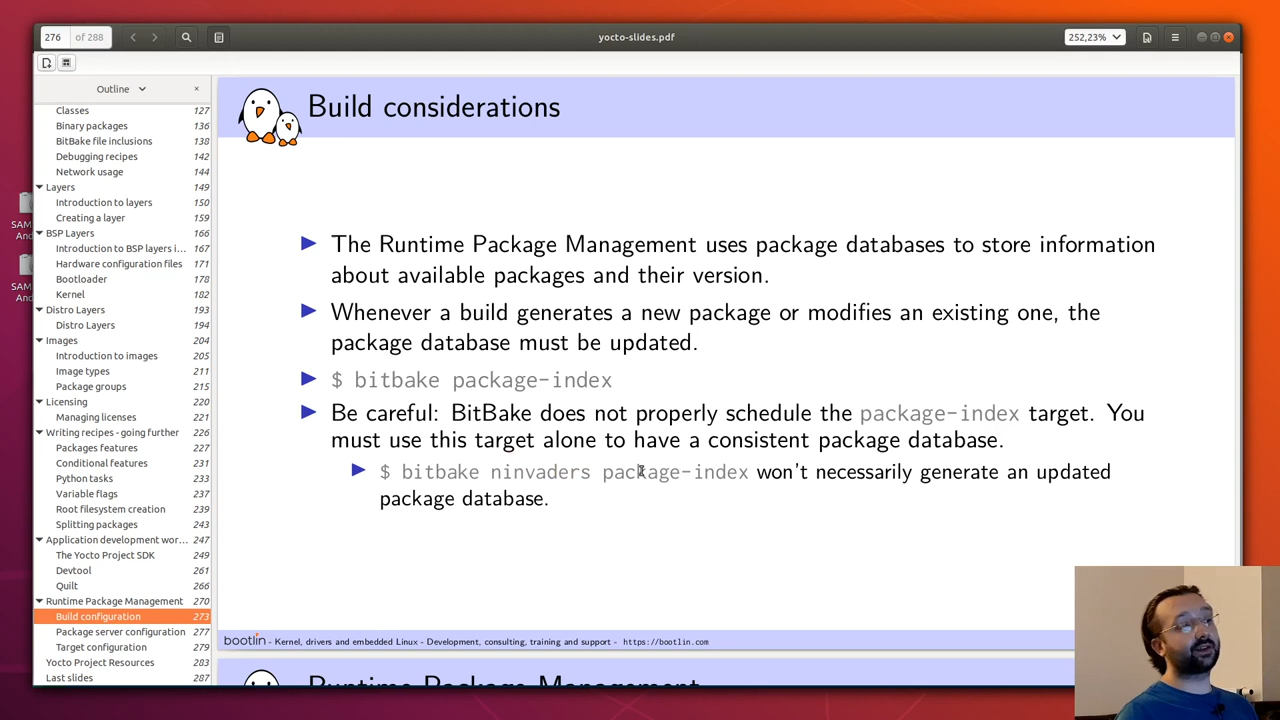 276 of 288
yocto-slides.pdf
252,23%
Outline
Classes 127
Binary packages 136
BitBake file inclusions 138
Debugging recipes 142
Network usage 144
Layers 149
Introduction to layers 150
Creating a layer 159
BSP Layers 166
Introduction to BSP layers i... 167
Hardware configuration files 171
Bootloader 178
Kernel 182
Distro Layers 193
Distro Layers 194
Images 204
Introduction to images 205
Image types 211
Package groups 215
Licensing 220
Managing licenses 221
Writing recipes - going further 226
Packages features 227
Conditional features 231
Python tasks 233
Variable flags 237
Root filesystem creation 239
Splitting packages 243
Application development wor... 247
The Yocto Project SDK 249
Devtool 261
Quilt 266
Runtime Package Management 270
Build configuration 273
Package server configuration 277
Target configuration 279
Yocto Project Resources 283
Last slides 287
SAM
And
SAM
And
Build considerations
The Runtime Package Management uses package databases to store information
about available packages and their version.
Whenever a build generates a new package or modifies an existing one, the
package database must be updated.
$ bitbake package-index
Be careful: BitBake does not properly schedule the package-index target. You
must use this target alone to have a consistent package database.
$ bitbake ninvaders package-index won't necessarily generate an updated
package database.
bootlin - Kernel, drivers and embedded Linux - Development, consulting, training and support - https://bootlin.com
Runtime Package Management